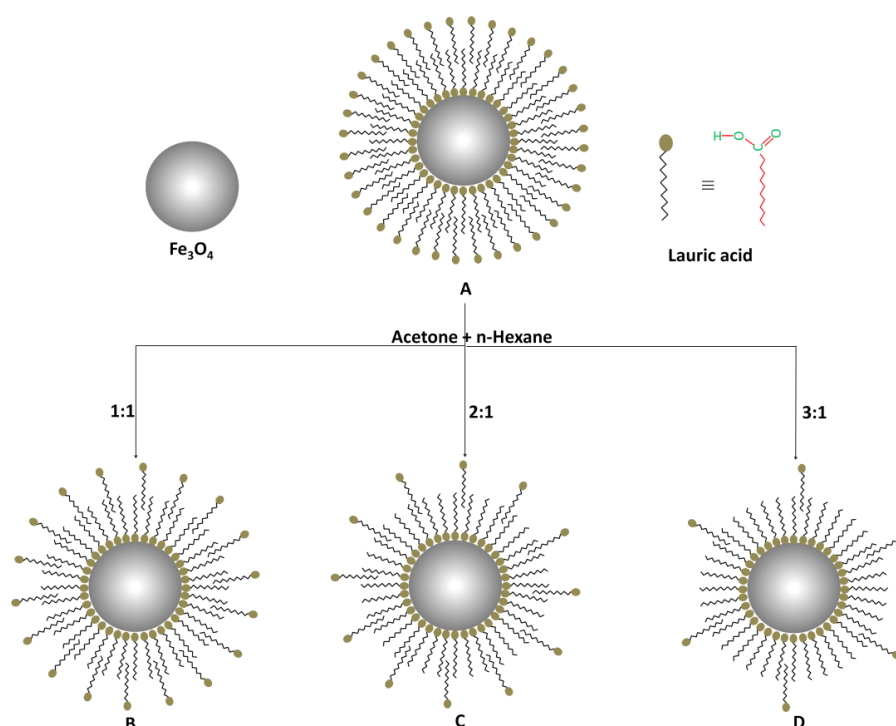 H O C O
Fe₃O₄
Lauric acid
≡
A
Acetone + n-Hexane
1:1
2:1
3:1
B
C
D